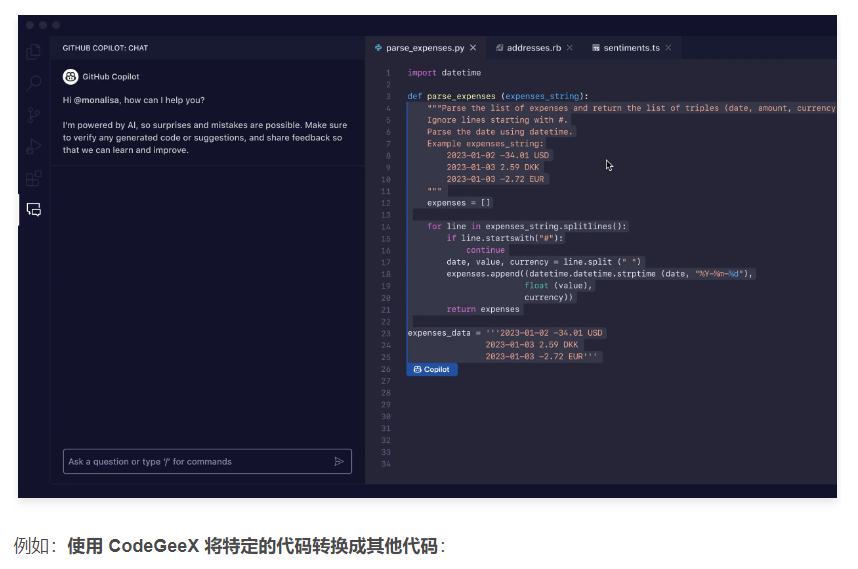 GITHUB COPILOT: CHAT
GitHub Copilot
Hi @monalisa, how can I help you?
I'm powered by AI, so surprises and mistakes are possible. Make sure
to verify any generated code or suggestions, and share feedback so
that we can learn and improve.
Ask a question or type '/' for commands
parse_expenses.py
addresses.rb
sentiments.ts
1 import datetime
2
3 def parse_expenses (expenses_string):
4 """Parse the list of expenses and return the list of triples (date, amount, currency
5 Ignore lines starting with #.
6 Parse the date using datetime.
7 Example expenses_string:
8 2023-01-02 -34.01 USD
9 2023-01-03 2.59 DKK
10 2023-01-03 -2.72 EUR
11 """
12 expenses = []
13
14 for line in expenses_string.splitlines():
15 if line.startswith("#"):
16 continue
17 date, value, currency = line.split (" ")
18 expenses.append((datetime.datetime.strptime (date, "%Y-%m-%d"),
19 float (value),
20 currency))
21 return expenses
22
23 expenses_data = '''2023-01-02 -34.01 USD
24 2023-01-03 2.59 DKK
25 2023-01-03 -2.72 EUR'''
26 Copilot
27
28
29
30
31
32
33
34
例如：使用 CodeGeeX 将特定的代码转换成其他代码：